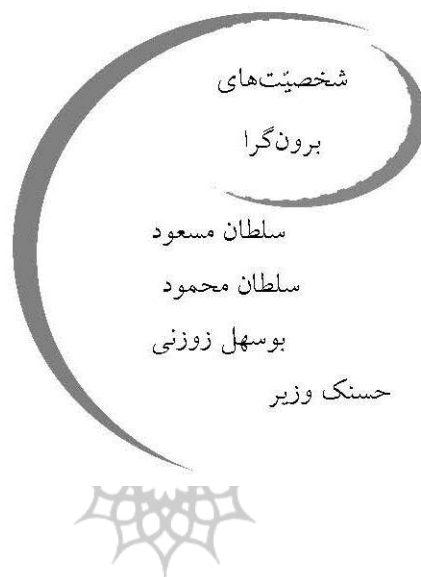 شخصیّت‌های
برون‌گرا
سلطان مسعود
سلطان محمود
بوسهل زوزنی
حسنک وزیر